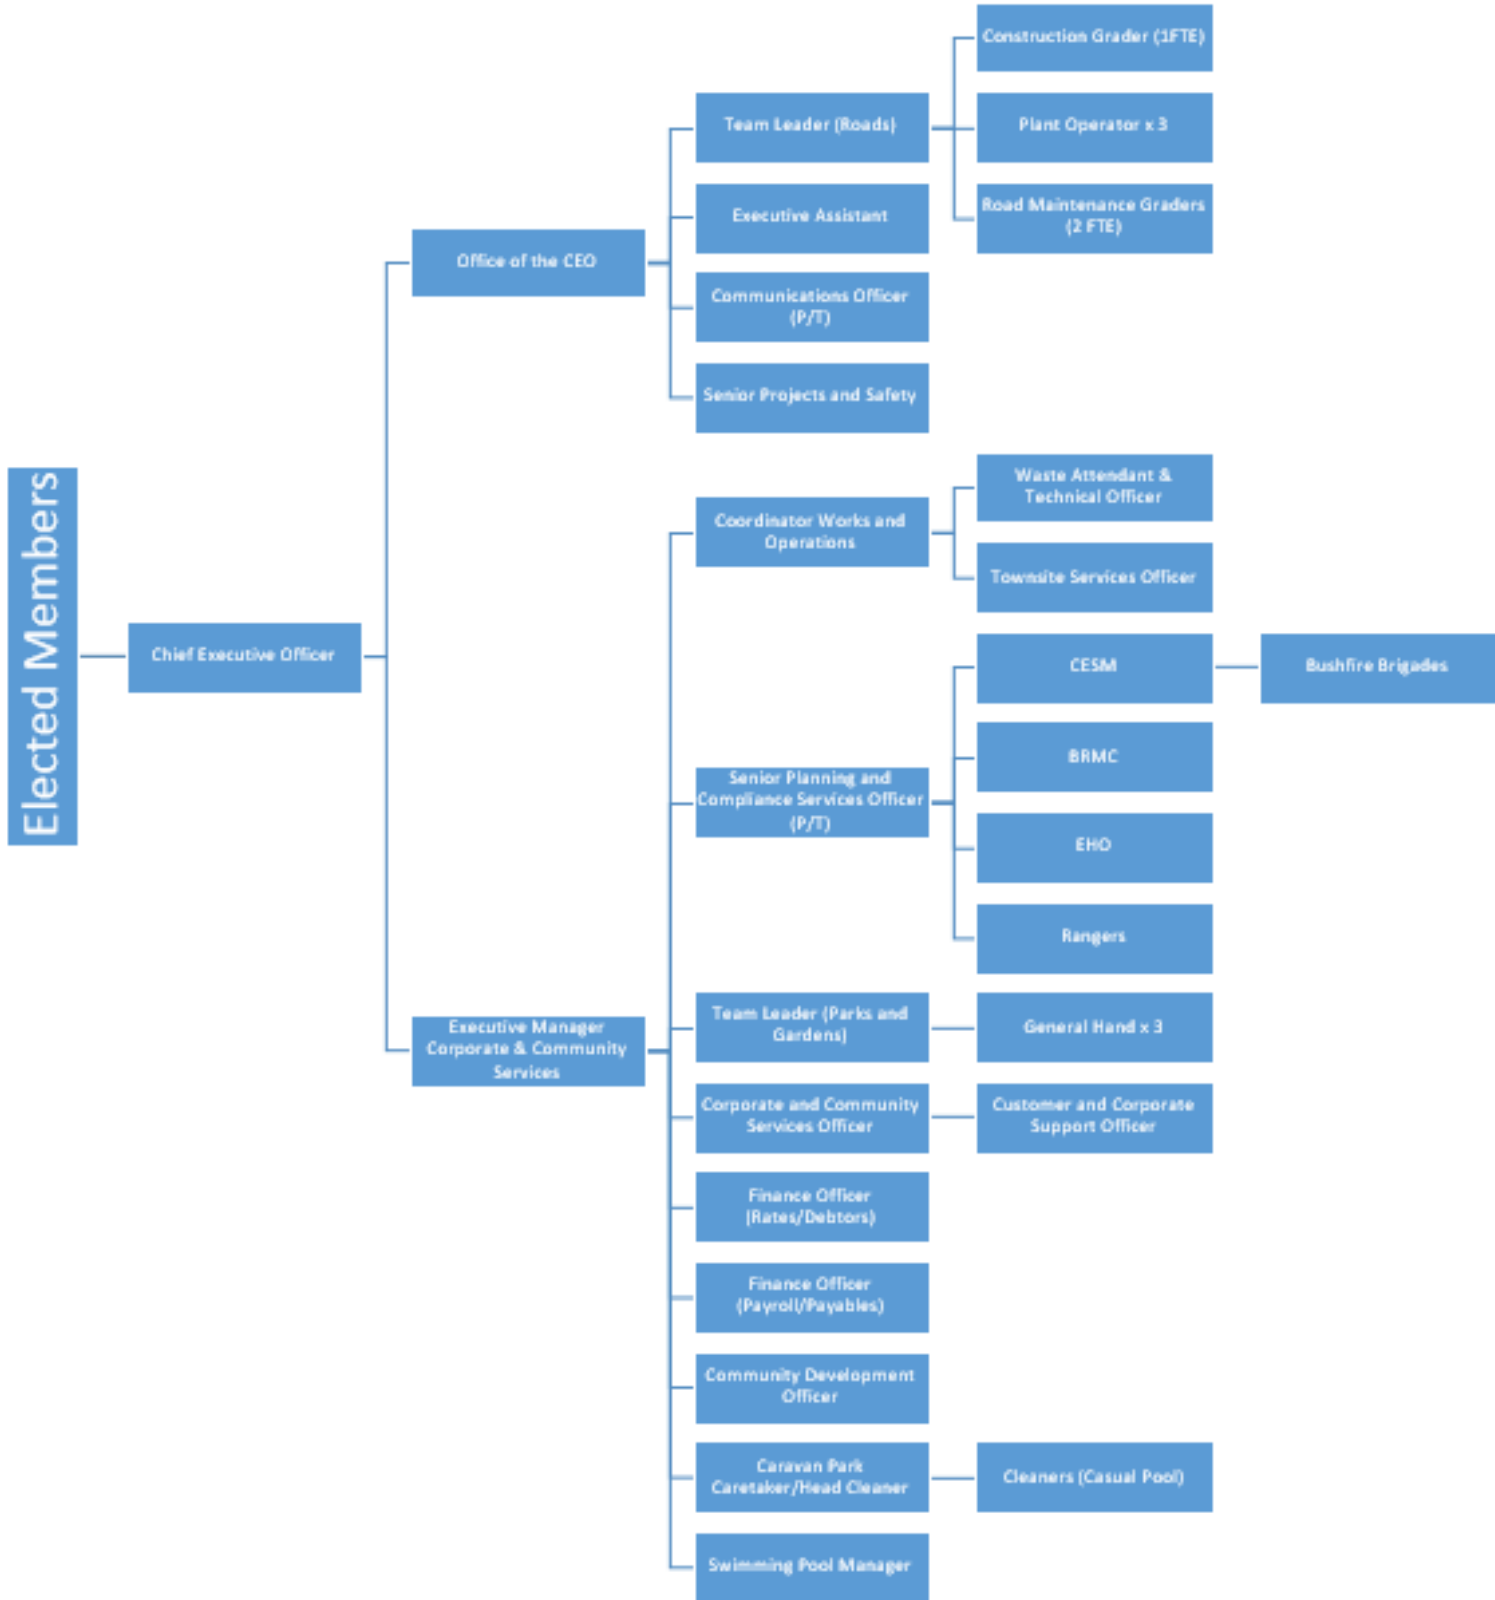 Elected Members
Chief Executive Officer
Office of the CEO
Team Leader (Roads)
Construction Grader (1FTE)
Plant Operator x 3
Road Maintenance Graders
(2 FTE)
Executive Assistant
Communications Officer
(P/T)
Senior Projects and Safety
Executive Manager
Corporate & Community
Services
Coordinator Works and
Operations
Waste Attendant &
Technical Officer
Townsite Services Officer
Senior Planning and
Compliance Services Officer
(P/T)
CESM
Bushfire Brigades
BRMC
EHO
Rangers
Team Leader (Parks and
Gardens)
General Hand x 3
Corporate and Community
Services Officer
Customer and Corporate
Support Officer
Finance Officer
(Rates/Debtors)
Finance Officer
(Payroll/Payables)
Community Development
Officer
Caravan Park
Caretaker/Head Cleaner
Cleaners (Casual Pool)
Swimming Pool Manager